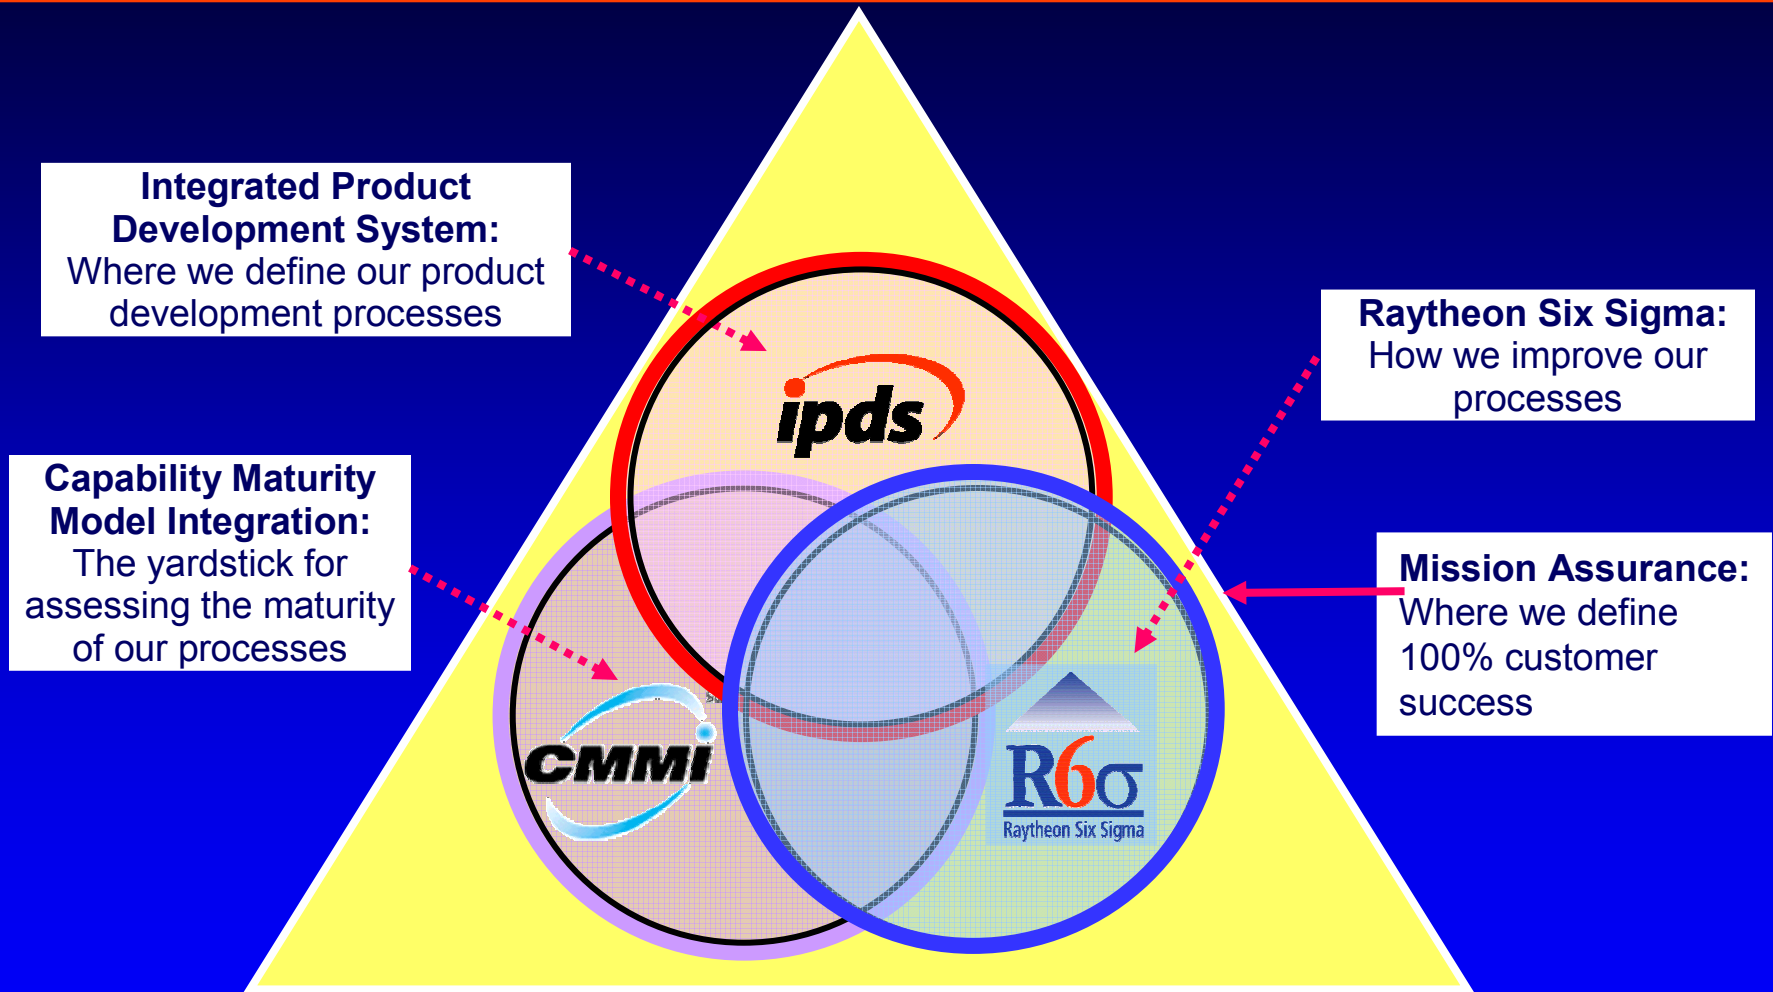 Integrated Product
Development System:
Where we define our product
development processes
Raytheon Six Sigma:
How we improve our
processes
ipds
Capability Maturity
Model Integration:
The yardstick for
assessing the maturity
of our processes
Mission Assurance:
Where we define
100% customer
success
CMMI
R6σ
Raytheon Six Sigma